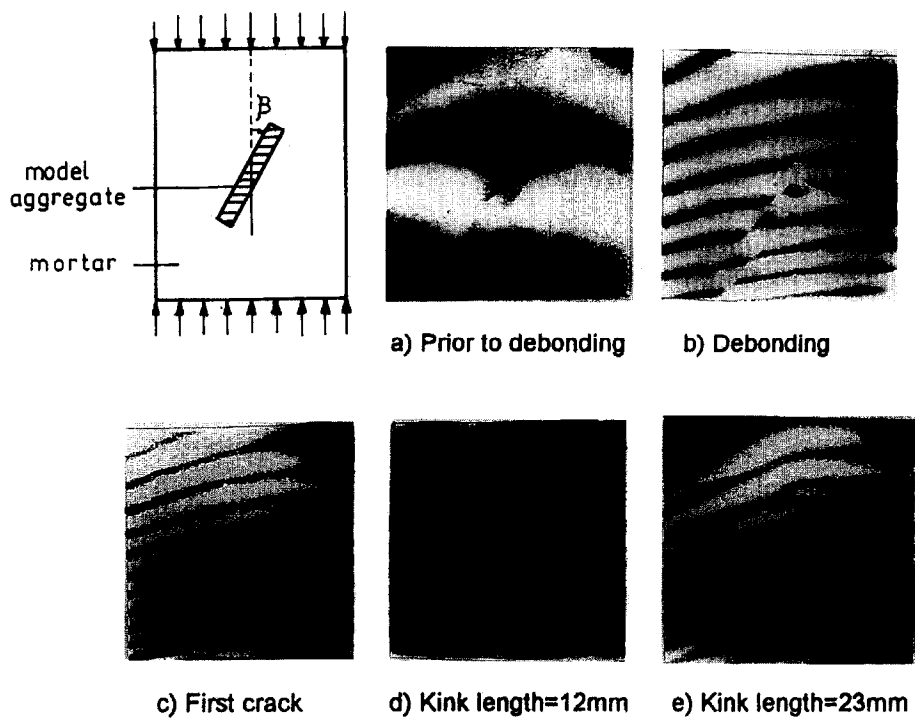 β
model
aggregate
mortar
a) Prior to debonding
b) Debonding
c) First crack
d) Kink length=12mm
e) Kink length=23mm